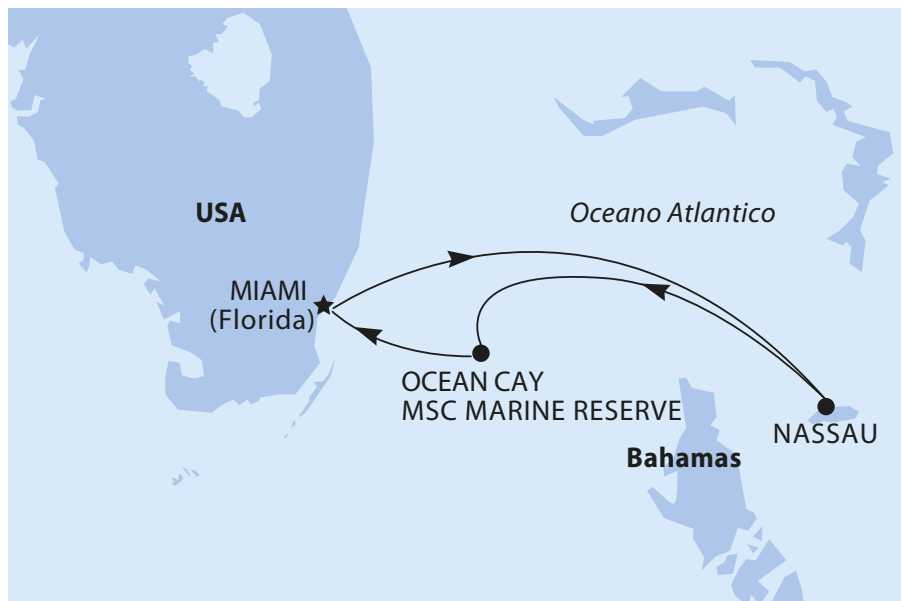 USA
Oceano Atlantico
MIAMI
(Florida)
OCEAN CAY
MSC MARINE RESERVE
NASSAU
Bahamas